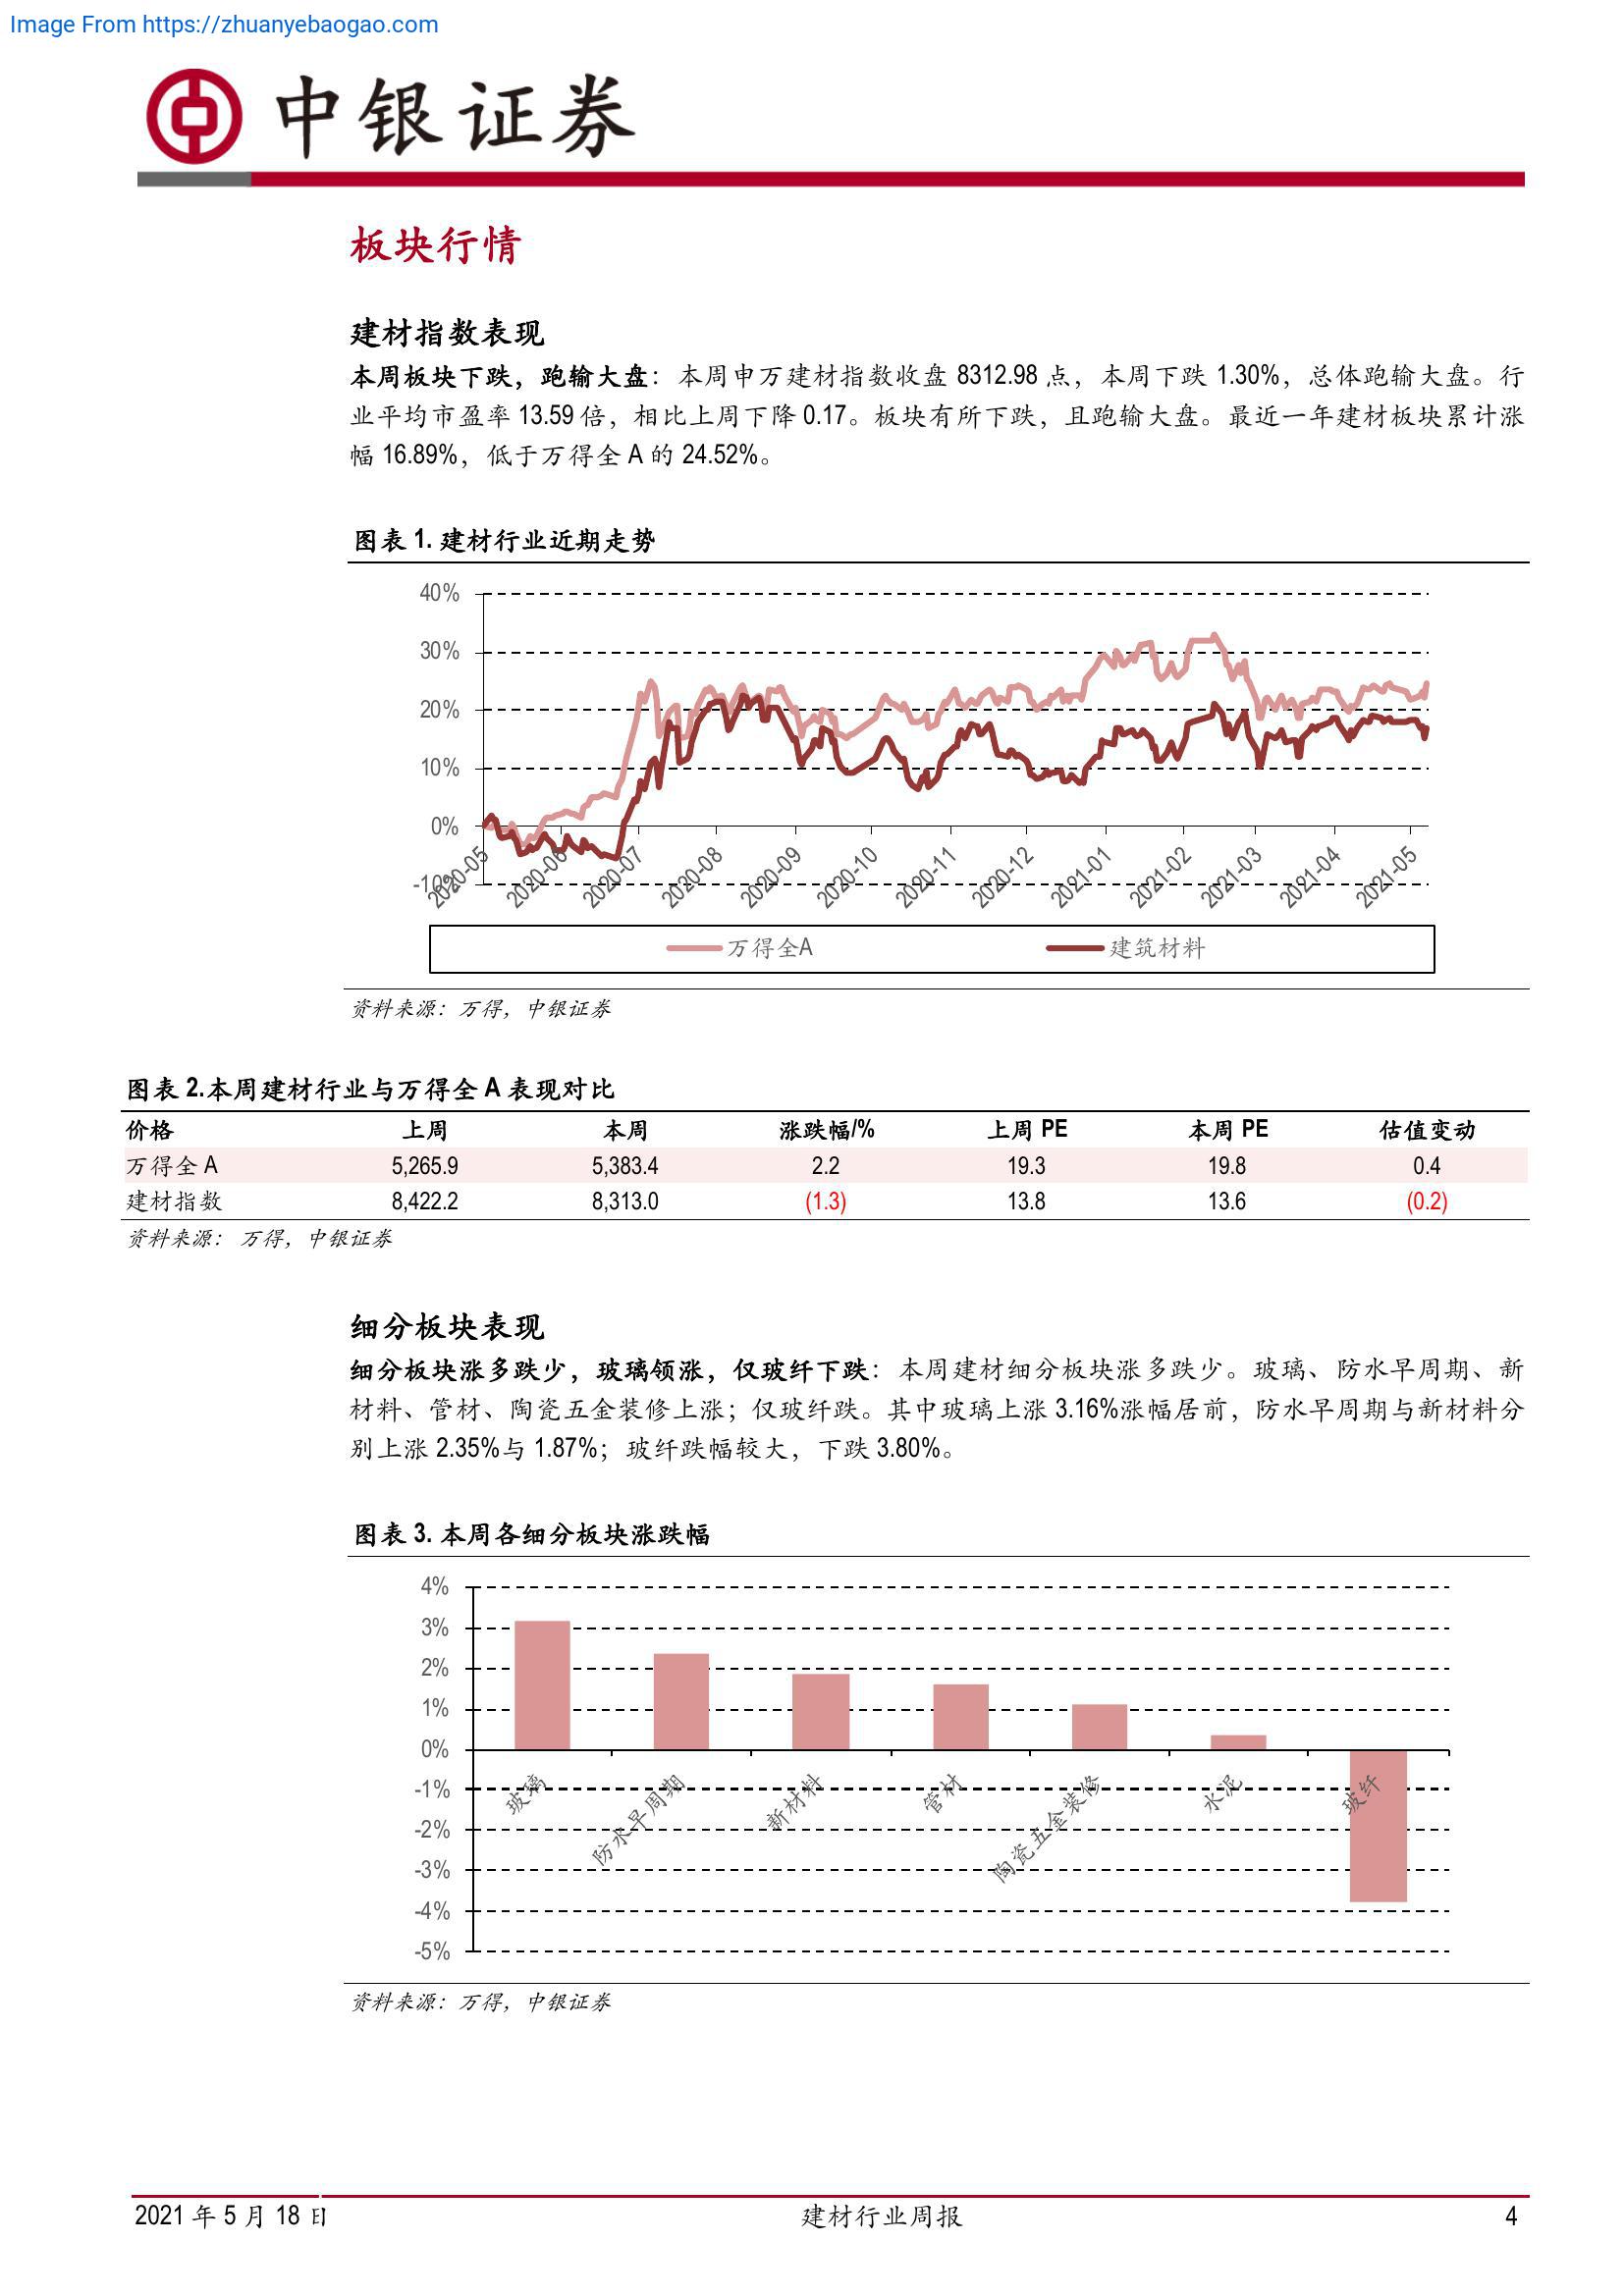 Image From https://zhuanyebaogao.com
中银证券
板块行情
建材指数表现
本周板块下跌，跑输大盘：本周申万建材指数收盘 8312.98 点，本周下跌 1.30%，总体跑输大盘。行
业平均市盈率 13.59 倍，相比上周下降 0.17。板块有所下跌，且跑输大盘。最近一年建材板块累计涨
幅 16.89%，低于万得全 A 的 24.52%。
图表 1. 建材行业近期走势
40%
30%
20%
10%
0%
-10%
2020-05 2020-06 2020-07 2020-08 2020-09 2020-10 2020-11 2020-12 2021-01 2021-02 2021-03 2021-04 2021-05
万得全A 建筑材料
资料来源：万得，中银证券
图表 2.本周建材行业与万得全 A 表现对比
价格 上周 本周 涨跌幅/% 上周 PE 本周 PE 估值变动
万得全 A 5,265.9 5,383.4 2.2 19.3 19.8 0.4
建材指数 8,422.2 8,313.0 (1.3) 13.8 13.6 (0.2)
资料来源： 万得，中银证券
细分板块表现
细分板块涨多跌少，玻璃领涨，仅玻纤下跌：本周建材细分板块涨多跌少。玻璃、防水早周期、新
材料、管材、陶瓷五金装修上涨；仅玻纤跌。其中玻璃上涨 3.16%涨幅居前，防水早周期与新材料分
别上涨 2.35%与 1.87%；玻纤跌幅较大，下跌 3.80%。
图表 3. 本周各细分板块涨跌幅
4%
3%
2%
1%
0%
-1%
-2%
-3%
-4%
-5%
玻璃 防水早周期 新材料 管材 陶瓷五金装修 水泥 玻纤
资料来源：万得，中银证券
2021 年 5 月 18 日 建材行业周报 4